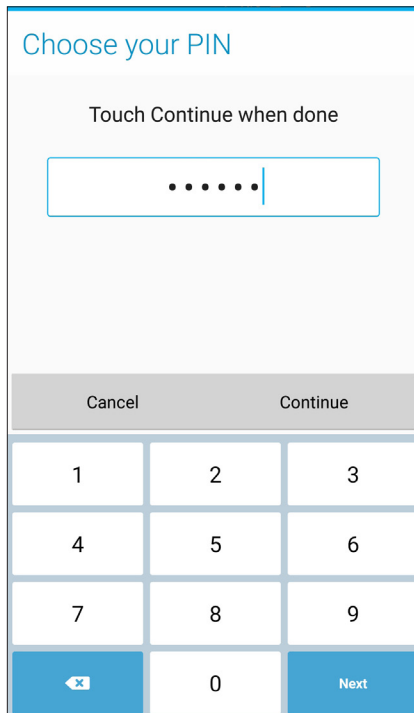 Choose your PIN
Touch Continue when done
••••••
Cancel Continue
1 2 3
4 5 6
7 8 9
0 Next